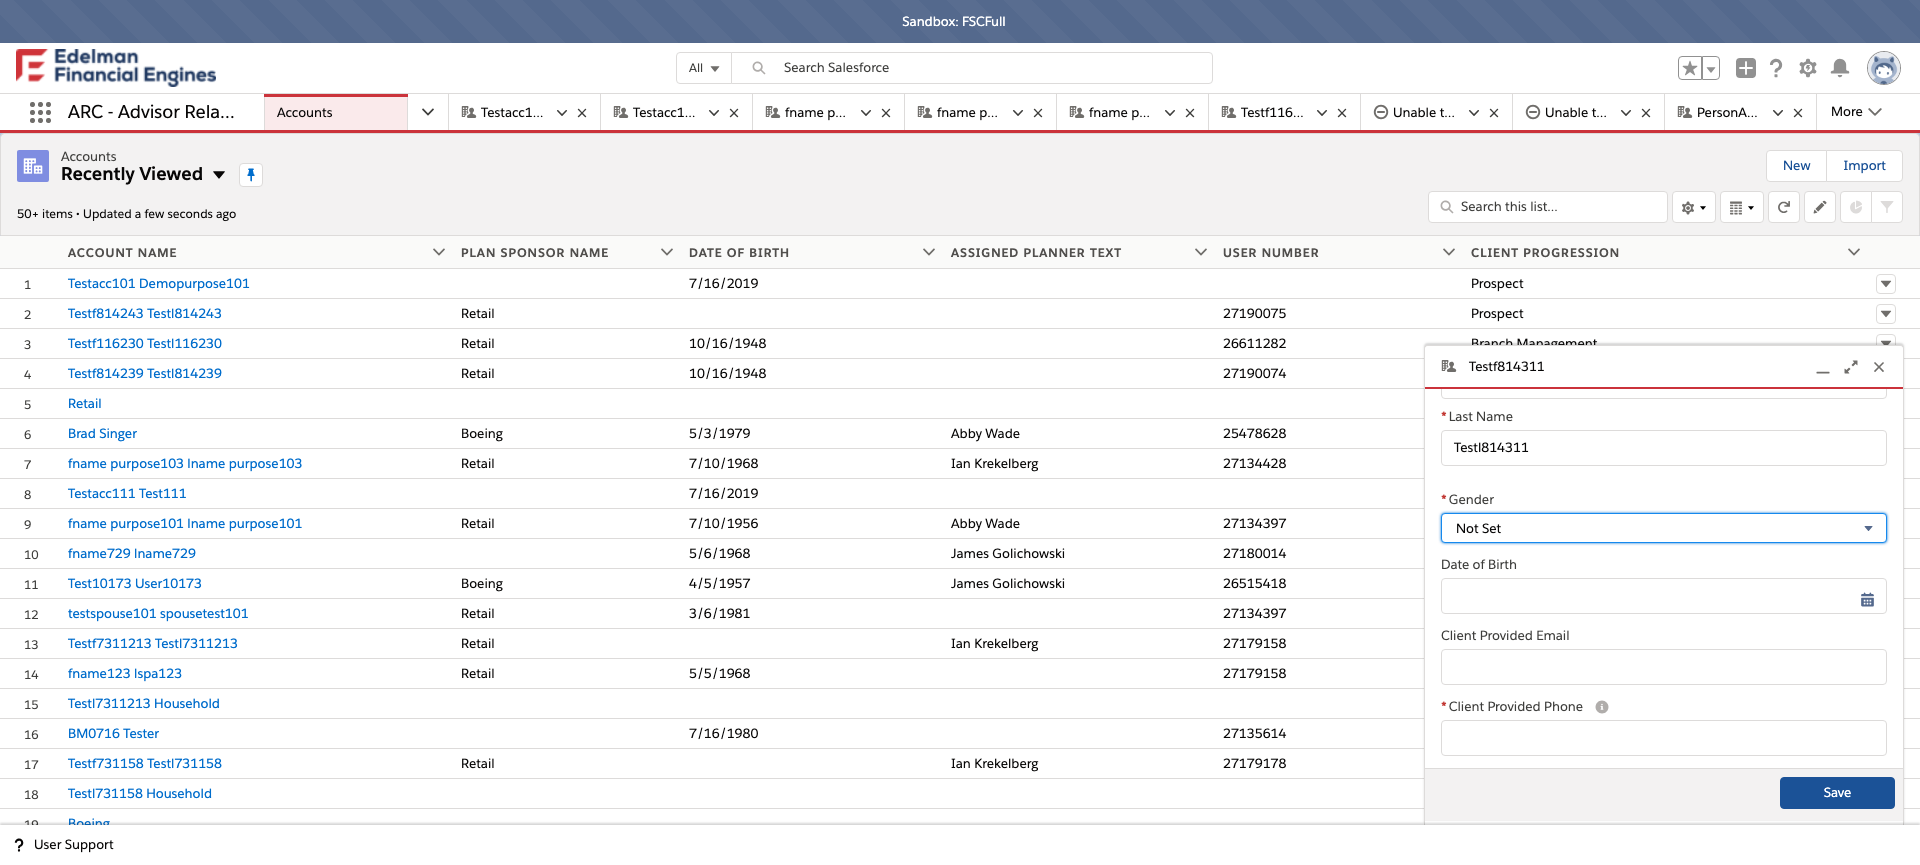 Sandbox: FSCFull
Edelman
Financial Engines
All
Search Salesforce
ARC - Advisor Rela...
Accounts
Testacc1...
Testacc1...
fname p...
fname p...
fname p...
Testf116...
Unable t...
Unable t...
PersonA...
More
Accounts
Recently Viewed
New
Import
50+ items • Updated a few seconds ago
Search this list...
ACCOUNT NAME PLAN SPONSOR NAME DATE OF BIRTH ASSIGNED PLANNER TEXT USER NUMBER CLIENT PROGRESSION
1 Testacc101 Demopurpose101 7/16/2019 Prospect
2 Testf814243 Testl814243 Retail 27190075 Prospect
3 Testf116230 Testl116230 Retail 10/16/1948 26611282 Branch Management
4 Testf814239 Testl814239 Retail 10/16/1948 27190074
5 Retail
6 Brad Singer Boeing 5/3/1979 Abby Wade 25478628
7 fname purpose103 lname purpose103 Retail 7/10/1968 Ian Krekelberg 27134428
8 Testacc111 Test111 7/16/2019
9 fname purpose101 lname purpose101 Retail 7/10/1956 Abby Wade 27134397
10 fname729 lname729 5/6/1968 James Golichowski 27180014
11 Test10173 User10173 Boeing 4/5/1957 James Golichowski 26515418
12 testspouse101 spousetest101 Retail 3/6/1981 27134397
13 Testf7311213 Testl7311213 Retail Ian Krekelberg 27179158
14 fname123 lspa123 Retail 5/5/1968 27179158
15 Testl7311213 Household
16 BM0716 Tester 7/16/1980 27135614
17 Testf731158 Testl731158 Retail Ian Krekelberg 27179178
18 Testl731158 Household
19 Boeing
Testf814311
*Last Name
Testl814311
*Gender
Not Set
Date of Birth
Client Provided Email
*Client Provided Phone
Save
? User Support